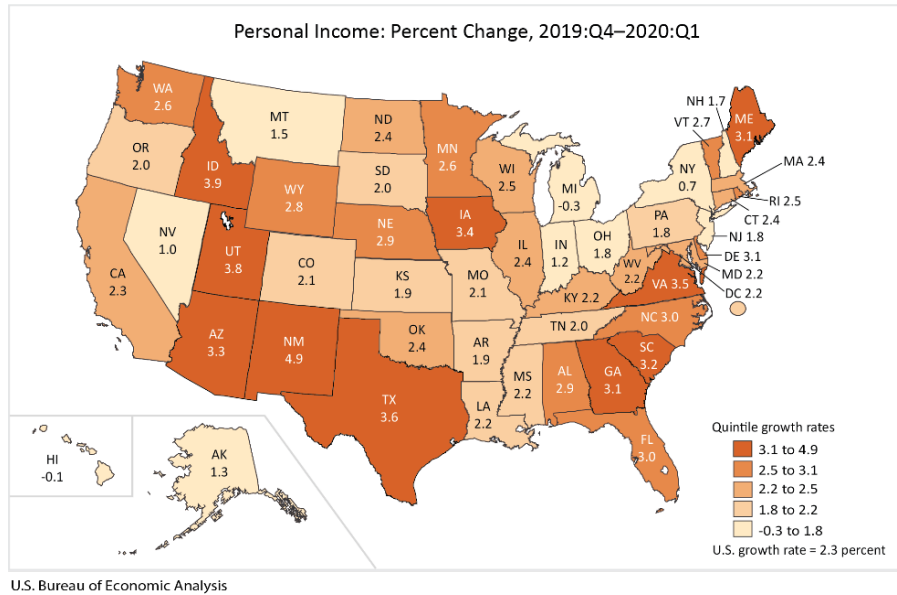 Personal Income: Percent Change, 2019:Q4–2020:Q1
WA
2.6
MT
1.5
ND
2.4
MN
2.6
NH 1.7
VT 2.7
ME
3.1
OR
2.0
ID
3.9
SD
2.0
WI
2.5
MI
-0.3
NY
0.7
MA 2.4
RI 2.5
CT 2.4
WY
2.8
NE
2.9
IA
3.4
PA
1.8
NJ 1.8
NV
1.0
UT
3.8
IL
2.4
IN
1.2
OH
1.8
DE 3.1
MD 2.2
DC 2.2
CA
2.3
CO
2.1
KS
1.9
MO
2.1
WV
2.2
VA 3.5
KY 2.2
AZ
3.3
NM
4.9
OK
2.4
AR
1.9
TN 2.0
NC 3.0
SC
3.2
TX
3.6
LA
2.2
MS
2.2
AL
2.9
GA
3.1
FL
3.0
HI
-0.1
AK
1.3
Quintile growth rates
3.1 to 4.9
2.5 to 3.1
2.2 to 2.5
1.8 to 2.2
-0.3 to 1.8
U.S. growth rate = 2.3 percent
U.S. Bureau of Economic Analysis